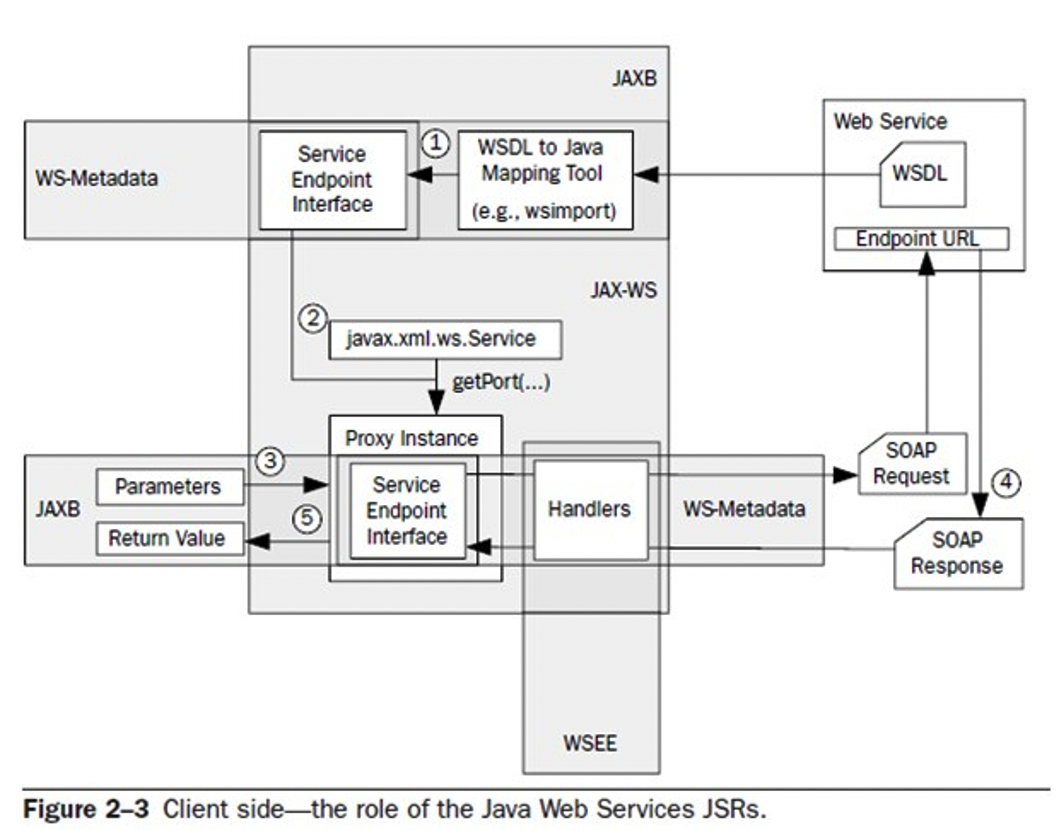 JAXB
WS-Metadata
Service
Endpoint
Interface
1
WSDL to Java
Mapping Tool
(e.g., wsimport)
Web Service
WSDL
Endpoint URL
JAX-WS
2
javax.xml.ws.Service
getPort(...)
Proxy Instance
JAXB
Parameters
3
Return Value
5
Service
Endpoint
Interface
Handlers
WS-Metadata
SOAP
Request
4
SOAP
Response
WSEE
Figure 2–3 Client side—the role of the Java Web Services JSRs.